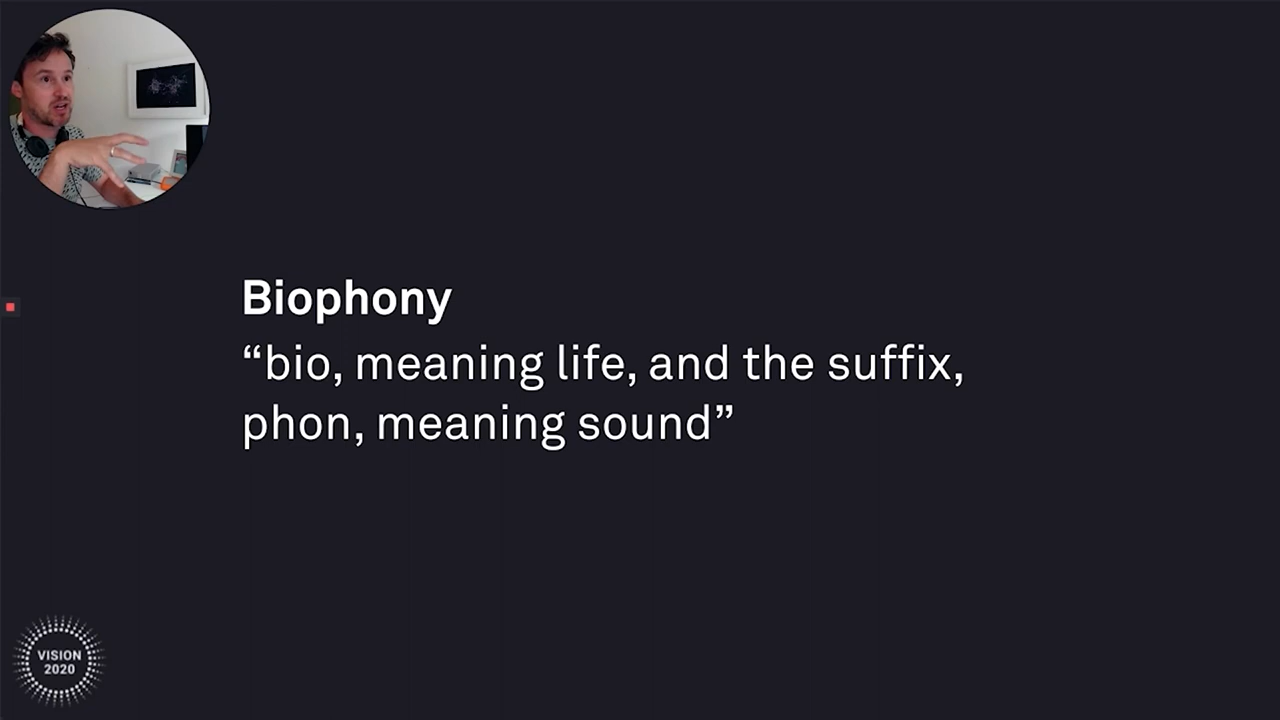 Biophony
“bio, meaning life, and the suffix,
phon, meaning sound”
VISION
2020